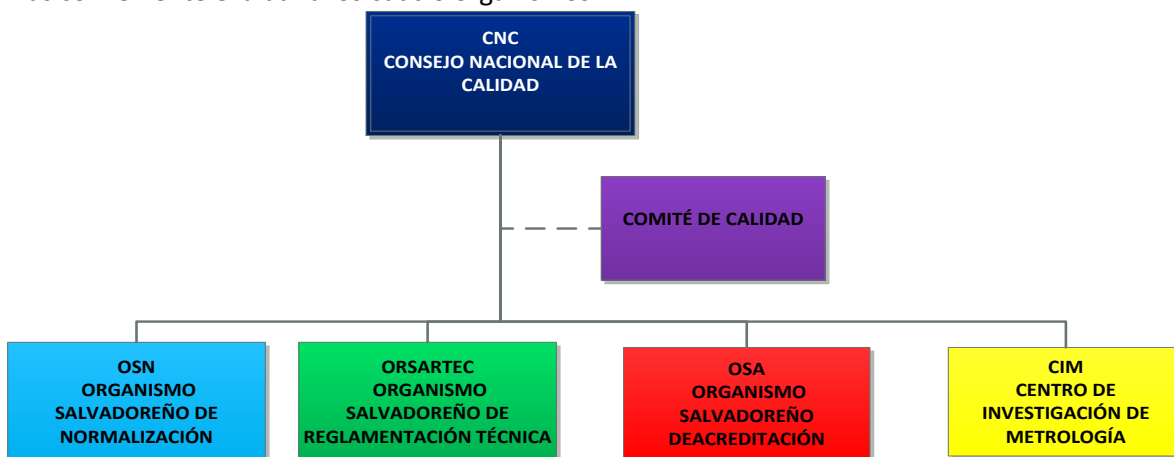 CNC
CONSEJO NACIONAL DE LA
CALIDAD
COMITÉ DE CALIDAD
OSN
ORGANISMO
SALVADOREÑO DE
NORMALIZACIÓN
ORSARTEC
ORGANISMO
SALVADOREÑO DE
REGLAMENTACIÓN TÉCNICA
OSA
ORGANISMO
SALVADOREÑO
DEACREDITACIÓN
CIM
CENTRO DE
INVESTIGACIÓN DE
METROLOGÍA